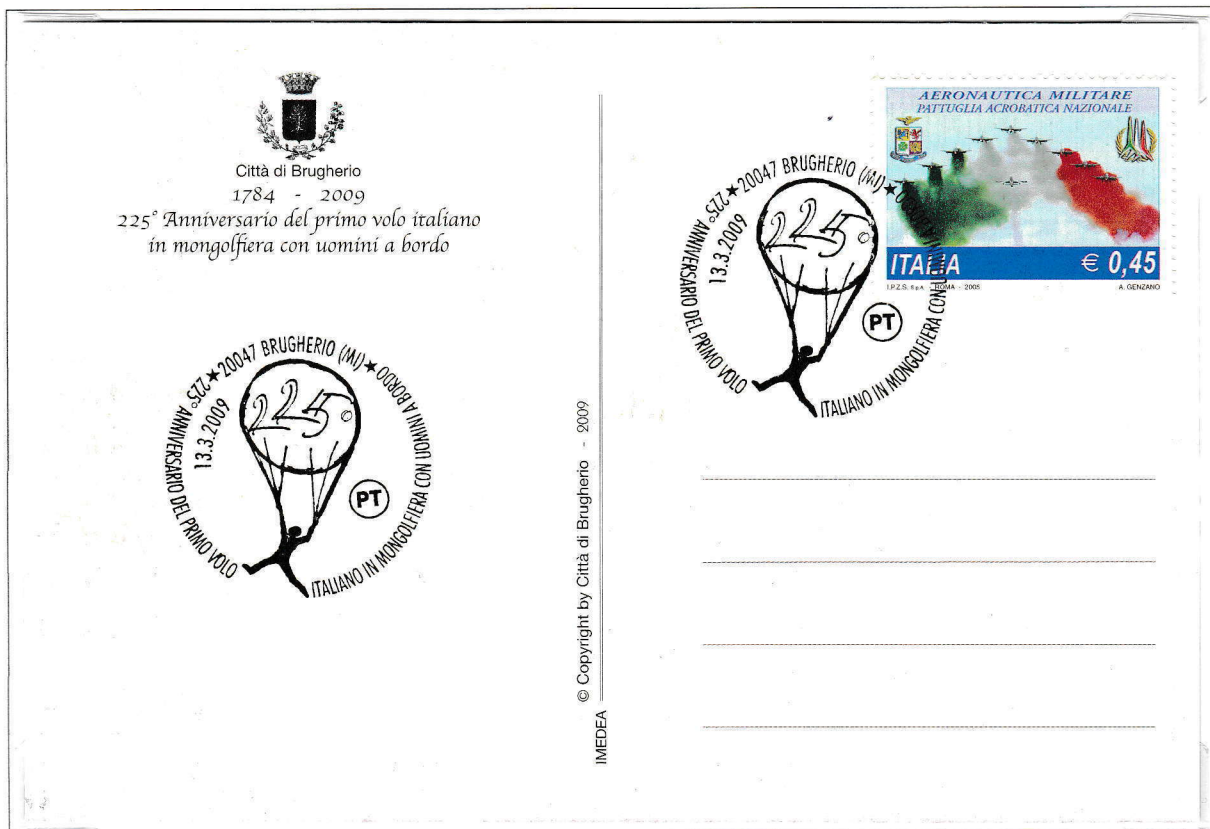 Città di Brugherio
1784 - 2009
225° Anniversario del primo volo italiano
in mongolfiera con uomini a bordo
225° ANNIVERSARIO DEL PRIMO VOLO ITALIANO IN MONGOLFIERA CON UOMINI A BORDO ★ 20047 BRUGHERIO (MI) ★
13.3.2009
225°
PT
© Copyright by Città di Brugherio - 2009
IMEDEA
AERONAUTICA MILITARE
PATTUGLIA ACROBATICA NAZIONALE
ITALIA € 0,45
I.P.Z.S. S.p.A. - ROMA - 2005 A. GENZANO
225° ANNIVERSARIO DEL PRIMO VOLO ITALIANO IN MONGOLFIERA CON UOMINI A BORDO ★ 20047 BRUGHERIO (MI) ★
13.3.2009
225°
PT